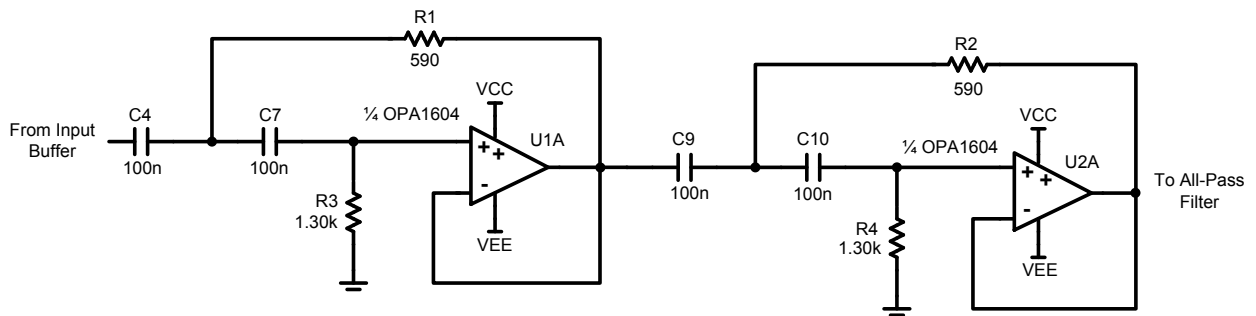 R1
590
R2
590
C4
100n
C7
100n
¼ OPA1604
VCC
U1A
+
+
-
VEE
From Input
Buffer
R3
1.30k
C9
100n
C10
100n
¼ OPA1604
VCC
U2A
+
+
-
VEE
R4
1.30k
To All-Pass
Filter